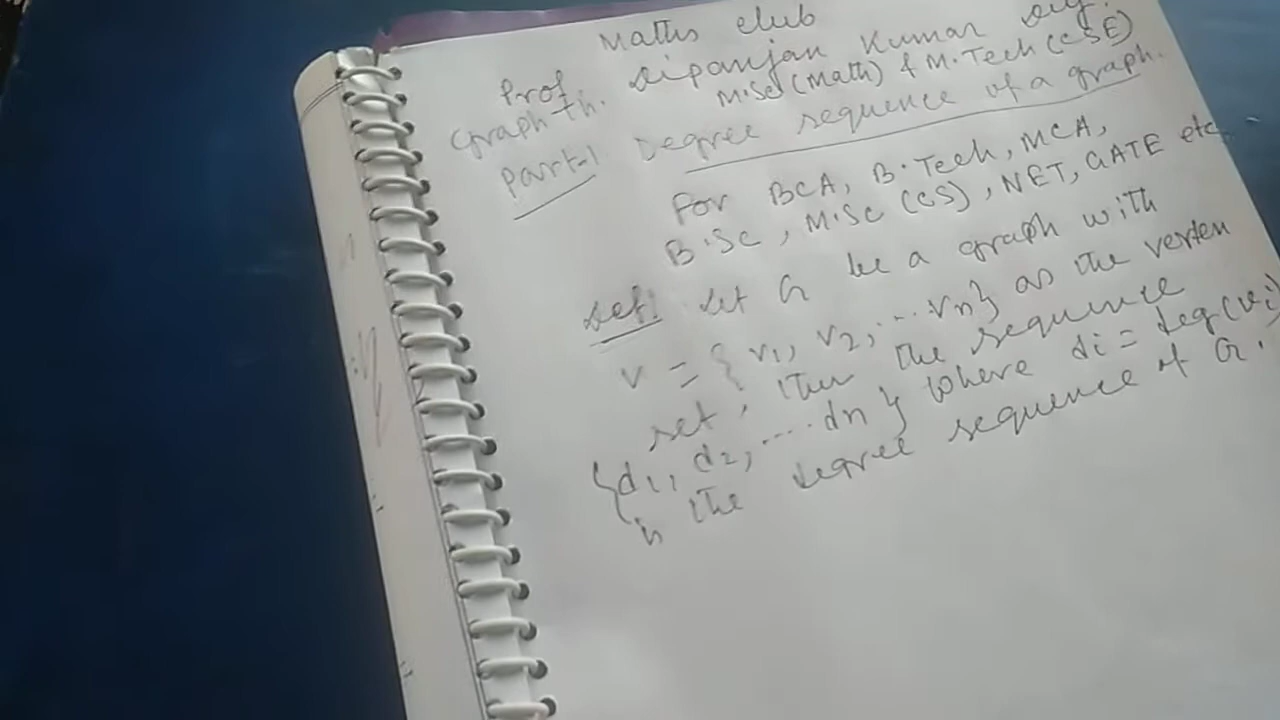 Maths club
Prof. Dipanjan Kumar Dey.
M.Sc (Math) & M.Tech (CSE)
Graph th.
Part-1 Degree sequence of a graph.
For BCA, B.Tech, MCA,
B.Sc, M.Sc (CS), NET, GATE etc.
Def! Let G be a graph with
V = {v1, v2, ... vn} as the vertex
set, then the sequence
{d1, d2, .... dn} where di = deg(vi)
is the degree sequence of G.